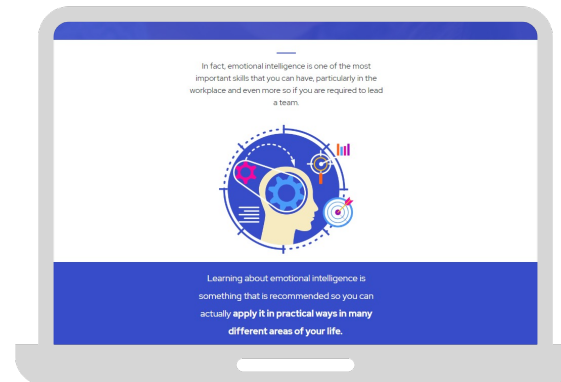 In fact, emotional intelligence is one of the most
important skills that you can have, particularly in the
workplace and even more so if you are required to lead
a team.
Learning about emotional intelligence is
something that is recommended so you can
actually apply it in practical ways in many
different areas of your life.